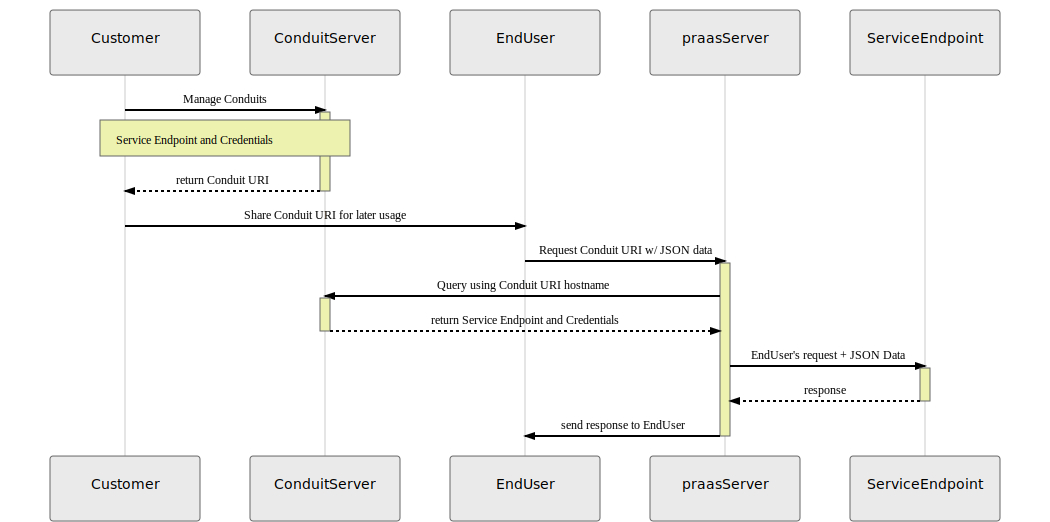 Customer
ConduitServer
EndUser
praasServer
ServiceEndpoint
Manage Conduits
Service Endpoint and Credentials
return Conduit URI
Share Conduit URI for later usage
Request Conduit URI w/ JSON data
Query using Conduit URI hostname
return Service Endpoint and Credentials
EndUser's request + JSON Data
response
send response to EndUser
Customer
ConduitServer
EndUser
praasServer
ServiceEndpoint